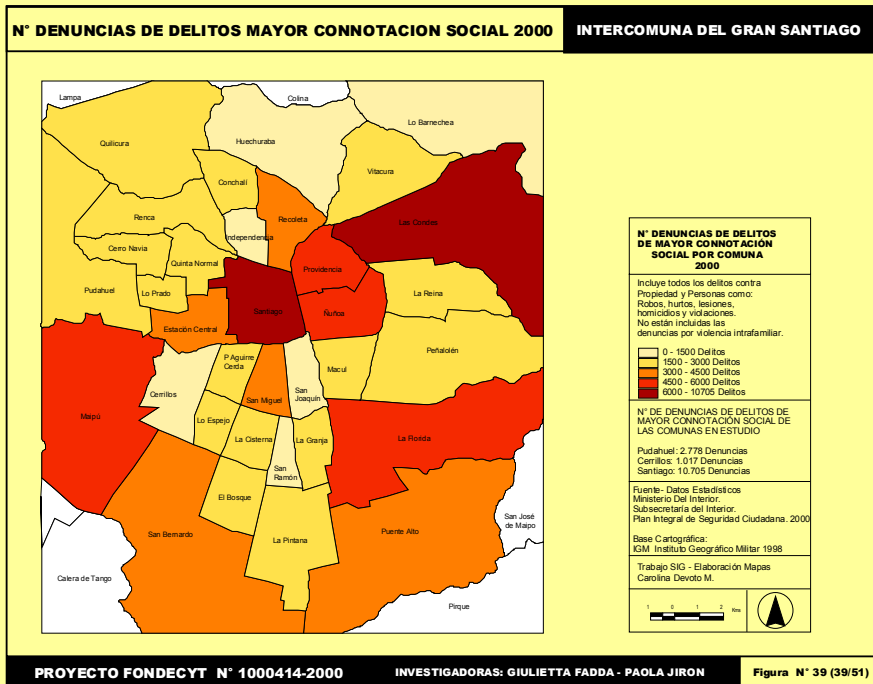 N° DENUNCIAS DE DELITOS MAYOR CONNOTACION SOCIAL 2000
INTERCOMUNA DEL GRAN SANTIAGO
Lampa
Colina
Lo Barnechea
Quilicura
Huechuraba
Conchalí
Vitacura
Renca
Recoleta
Las Condes
Independencia
Cerro Navia
Quinta Normal
Providencia
Pudahuel
Lo Prado
La Reina
Santiago
Ñuñoa
Estación Central
Peñalolén
P Aguirre
Cerda
Macul
Cerrillos
San Miguel
San
Joaquín
Maipú
Lo Espejo
La Cisterna
La Granja
La Florida
San
Ramón
El Bosque
San Bernardo
La Pintana
Puente Alto
San José
de Maipo
Calera de Tango
Pirque
N° DENUNCIAS DE DELITOS
DE MAYOR CONNOTACIÓN
SOCIAL POR COMUNA
2000
Incluye todos los delitos contra
Propiedad y Personas como:
Robos, hurtos, lesiones,
homicidios y violaciones.
No están incluidas las
denuncias por violencia intrafamiliar.
0 - 1500 Delitos
1500 - 3000 Delitos
3000 - 4500 Delitos
4500 - 6000 Delitos
6000 - 10705 Delitos
N° DE DENUNCIAS DE DELITOS DE
MAYOR CONNOTACIÓN SOCIAL DE
LAS COMUNAS EN ESTUDIO
Pudahuel: 2.778 Denuncias
Cerrillos: 1.017 Denuncias
Santiago: 10.705 Denuncias
Fuente- Datos Estadísticos
Ministerio Del Interior.
Subsecretaría del Interior.
Plan Integral de Seguridad Ciudadana. 2000
Base Cartográfica:
IGM Instituto Geográfico Militar 1998
Trabajo SIG - Elaboración Mapas
Carolina Devoto M.
1 0 1 2 Kms
PROYECTO FONDECYT N° 1000414-2000
INVESTIGADORAS: GIULIETTA FADDA - PAOLA JIRON
Figura N° 39 (39/51)